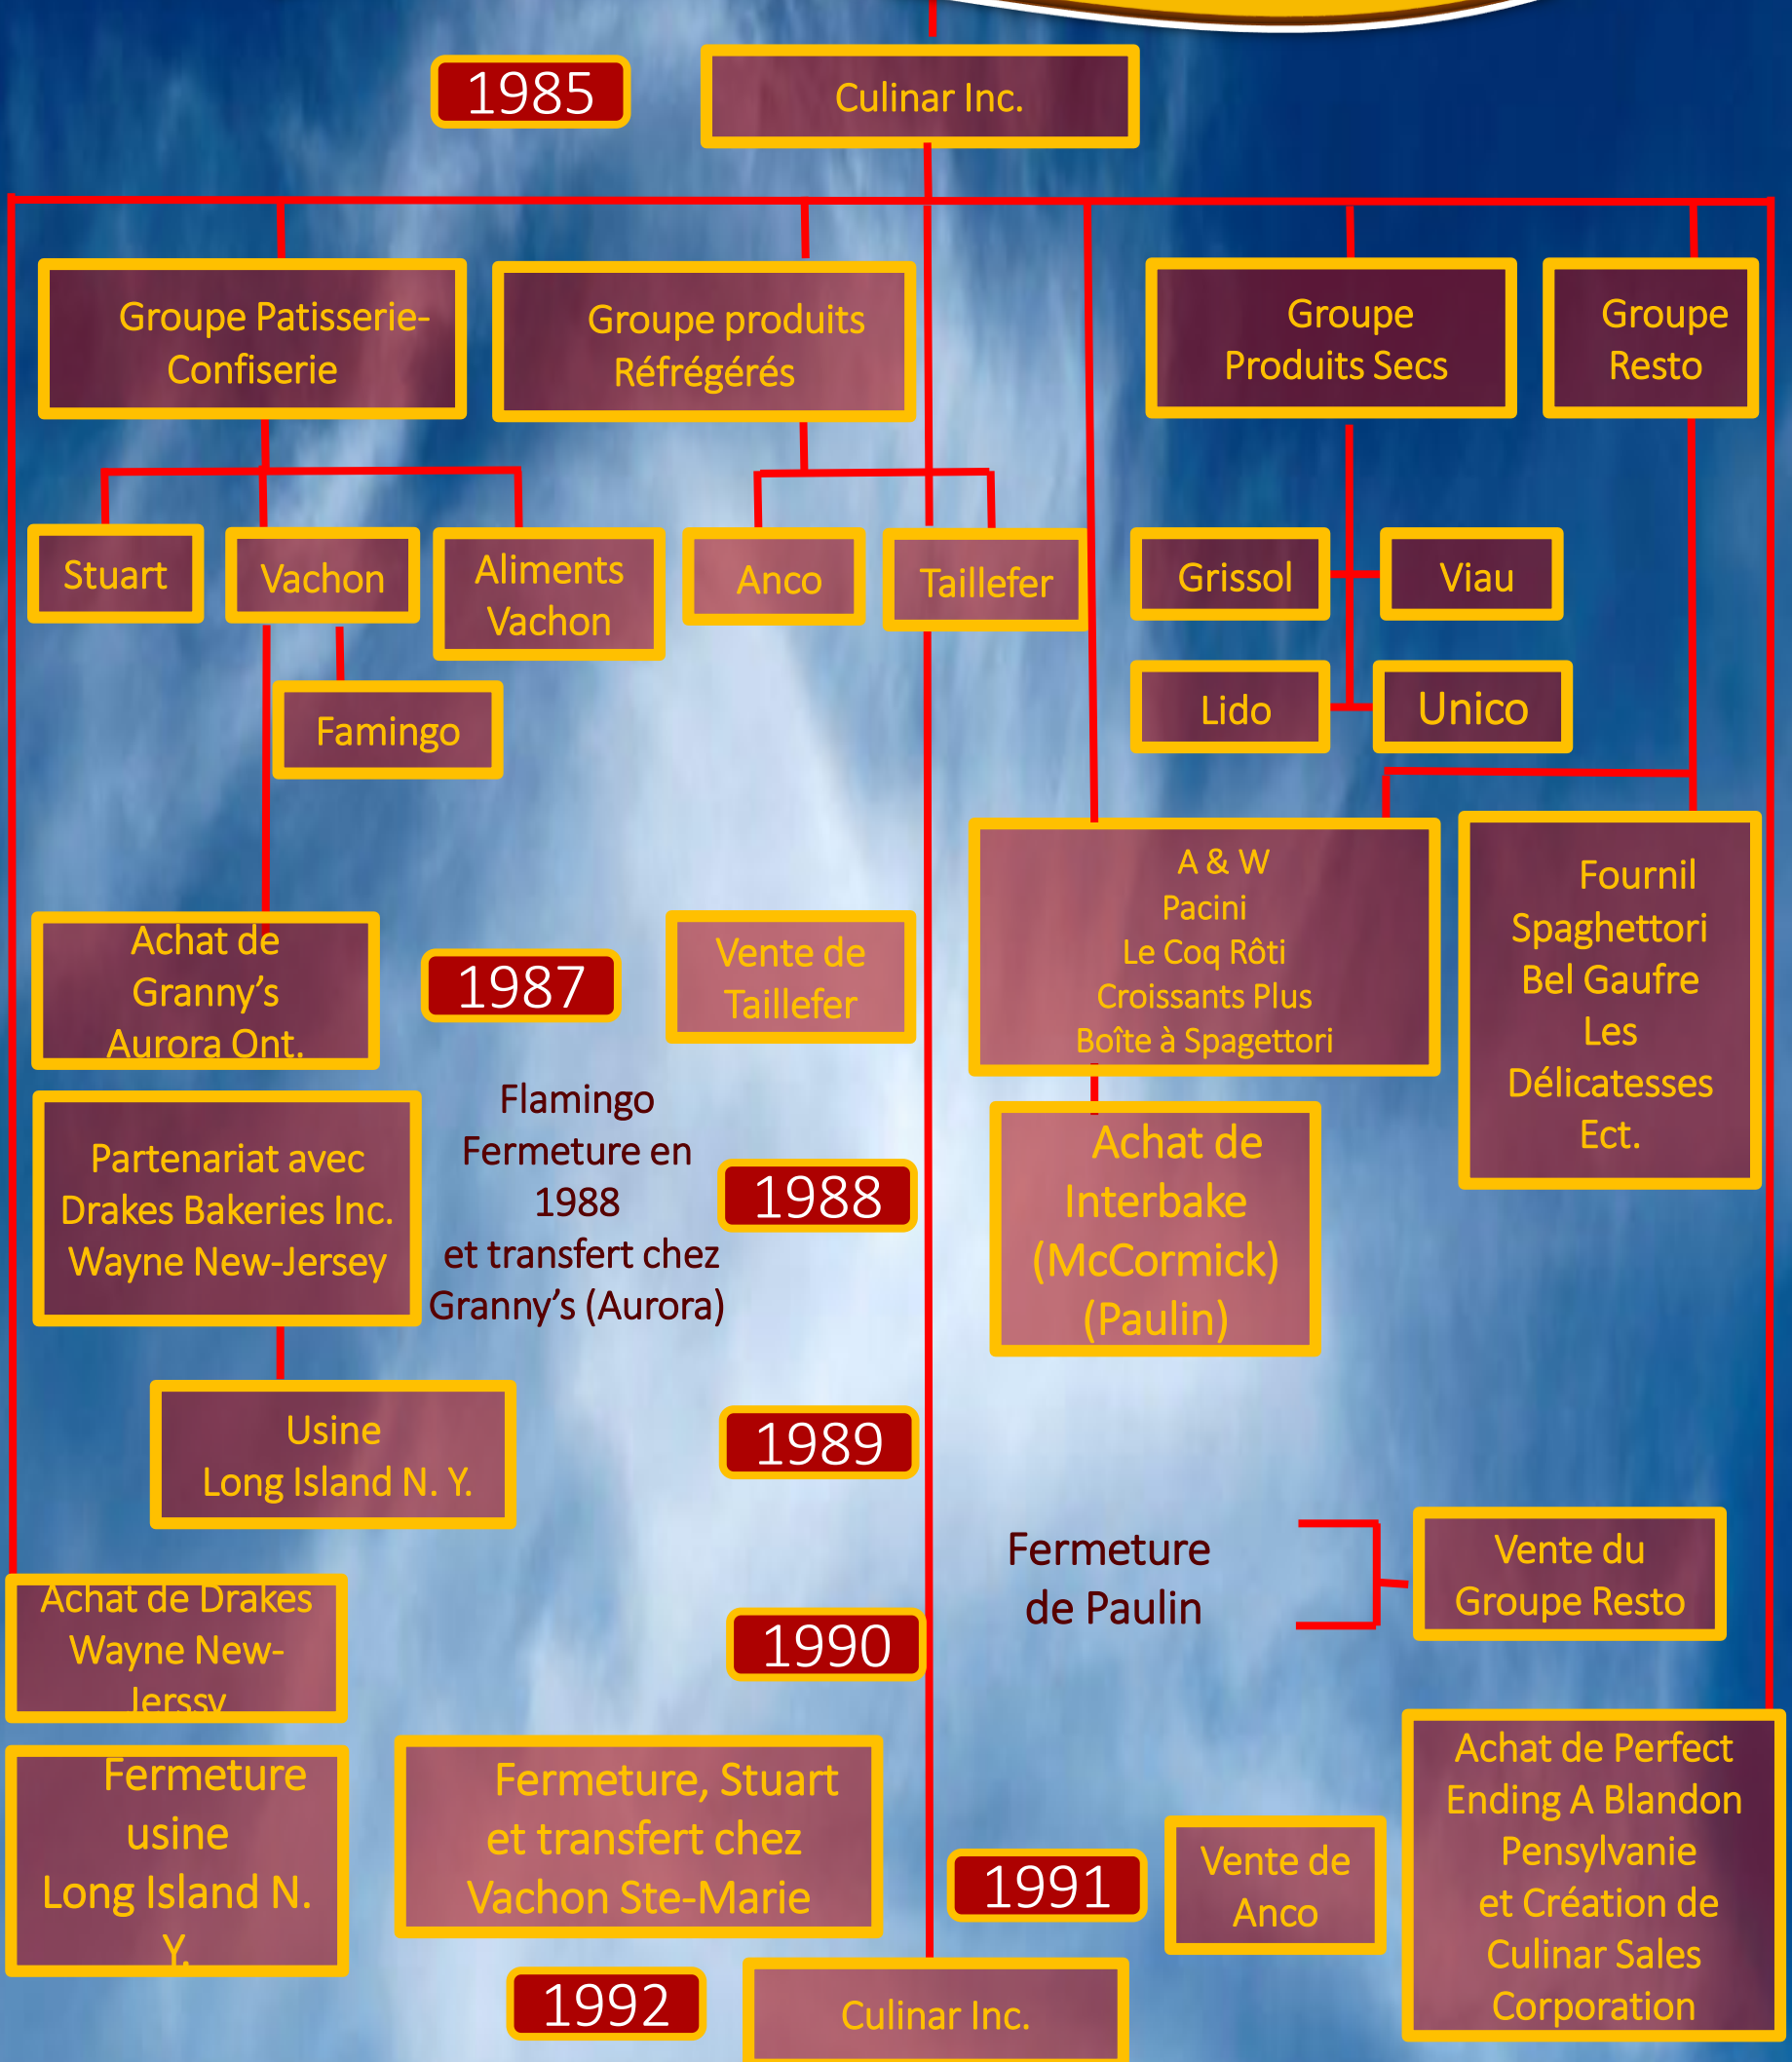 1985
Culinar Inc.
Groupe Patisserie-
Confiserie
Groupe produits
Réfrégérés
Groupe
Produits Secs
Groupe
Resto
Stuart
Vachon
Aliments
Vachon
Anco
Taillefer
Grissol
Viau
Famingo
Lido
Unico
A & W
Pacini
Le Coq Rôti
Croissants Plus
Boîte à Spagettori
Fournil
Spaghettori
Bel Gaufre
Les
Délicatesses
Ect.
Achat de
Granny's
Aurora Ont.
1987
Vente de
Taillefer
Partenariat avec
Drakes Bakeries Inc.
Wayne New-Jersey
Flamingo
Fermeture en
1988
et transfert chez
Granny's (Aurora)
1988
Achat de
Interbake
(McCormick)
(Paulin)
Usine
Long Island N. Y.
1989
Fermeture
de Paulin
Vente du
Groupe Resto
Achat de Drakes
Wayne New-
Jerssy
1990
Fermeture
usine
Long Island N.
Y.
Fermeture, Stuart
et transfert chez
Vachon Ste-Marie
1991
Vente de
Anco
Achat de Perfect
Ending A Blandon
Pensylvanie
et Création de
Culinar Sales
Corporation
1992
Culinar Inc.